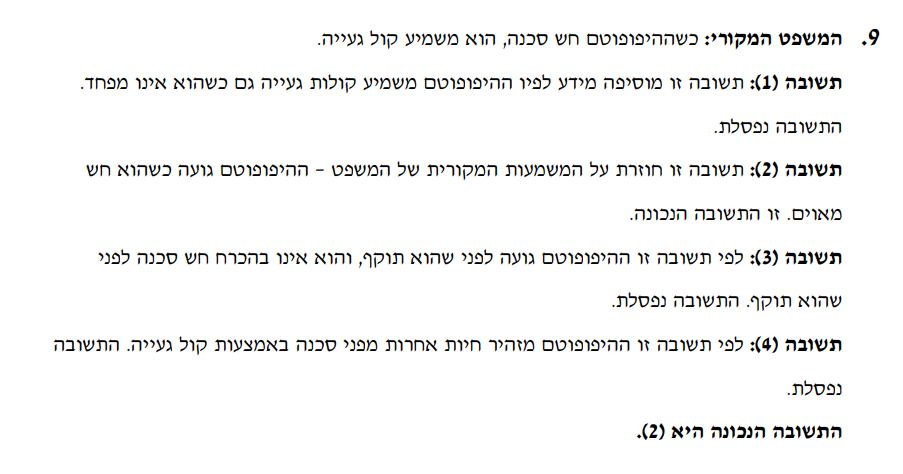 9. המשפט המקורי: כשההיפופוטם חש סכנה, הוא משמיע קול געייה.
תשובה (1): תשובה זו מוסיפה מידע לפיו ההיפופוטם משמיע קולות געייה גם כשהוא אינו מפחד.
התשובה נפסלת.
תשובה (2): תשובה זו חוזרת על המשמעות המקורית של המשפט – ההיפופוטם גועה כשהוא חש
מאוים. זו התשובה הנכונה.
תשובה (3): לפי תשובה זו ההיפופוטם גועה לפני שהוא תוקף, והוא אינו בהכרח חש סכנה לפני
שהוא תוקף. התשובה נפסלת.
תשובה (4): לפי תשובה זו ההיפופוטם מזהיר חיות אחרות מפני סכנה באמצעות קול געייה. התשובה
נפסלת.
התשובה הנכונה היא (2).